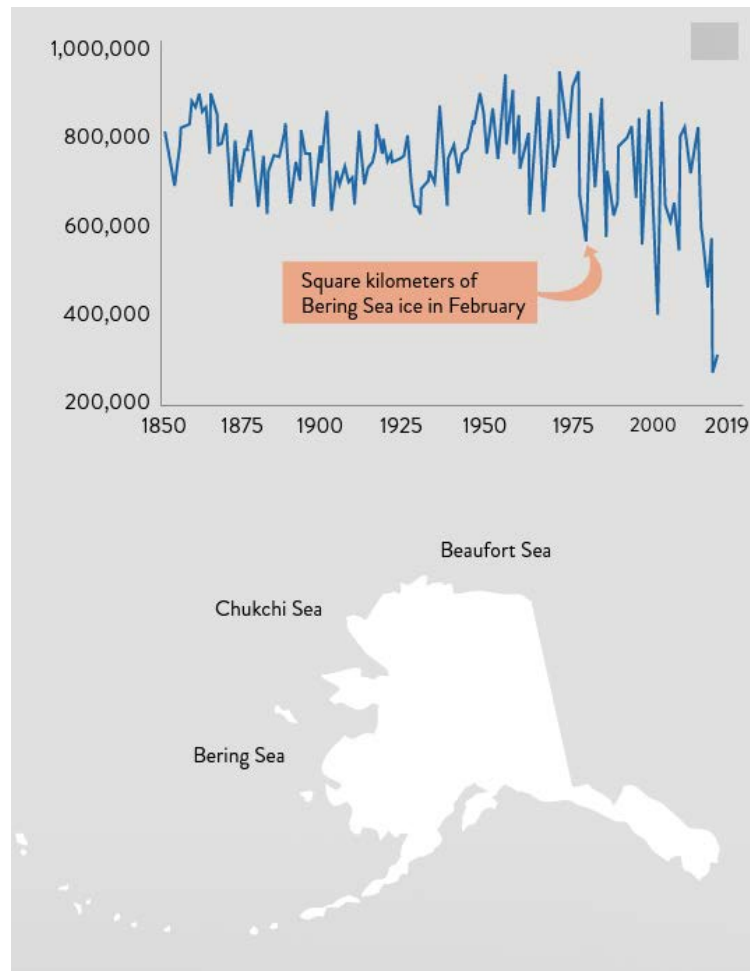 1,000,000
800,000
600,000
400,000
200,000
Square kilometers of
Bering Sea ice in February
1850 1875 1900 1925 1950 1975 2000 2019
Beaufort Sea
Chukchi Sea
Bering Sea